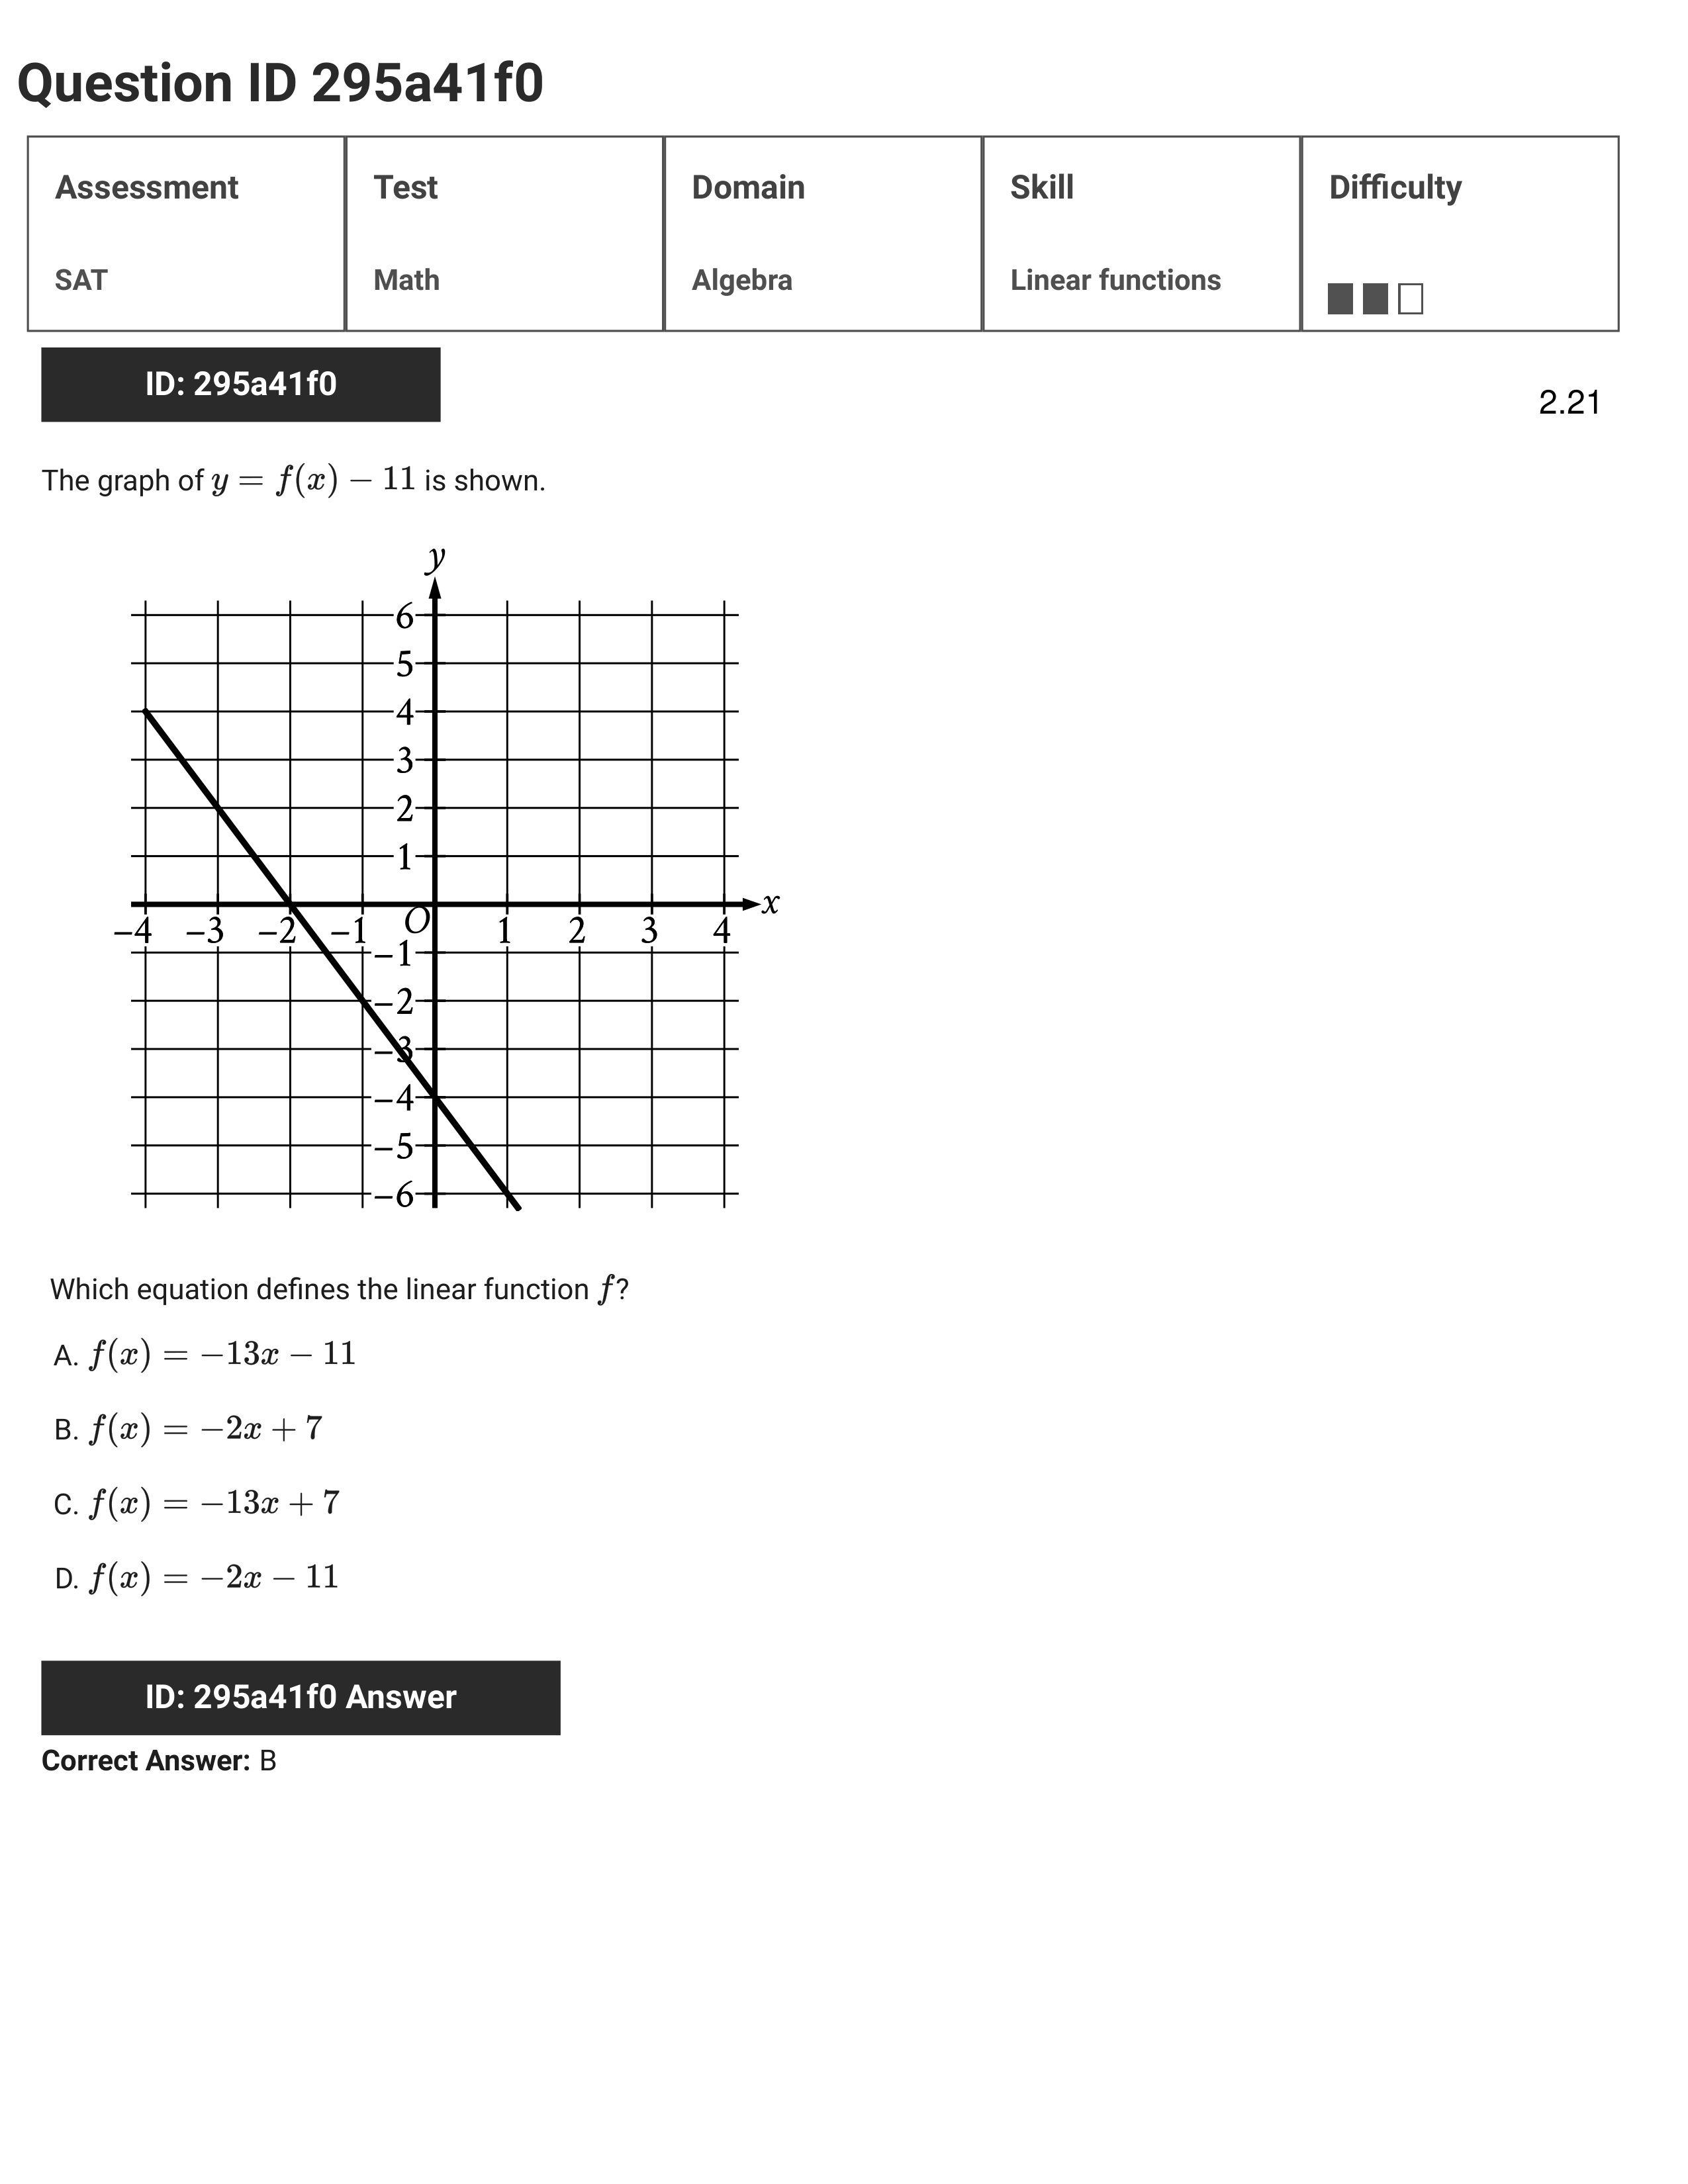 Question ID 295a41f0
Assessment Test Domain Skill Difficulty
SAT Math Algebra Linear functions
ID: 295a41f0
2.21
The graph of y = f(x) − 11 is shown.
y
6
5
4
3
2
1
x
−4 −3 −2 −1 O 1 2 3 4
−1
−2
−3
−4
−5
−6
Which equation defines the linear function f?
A. f(x) = −13x − 11
B. f(x) = −2x + 7
C. f(x) = −13x + 7
D. f(x) = −2x − 11
ID: 295a41f0 Answer
Correct Answer: B